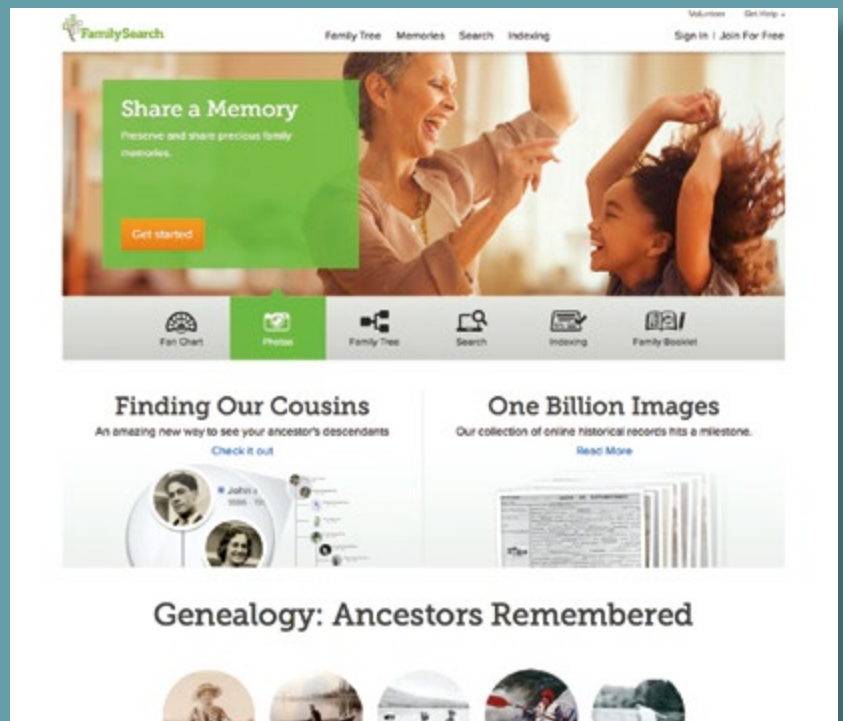 Volunteer Get Help
FamilySearch
Family Tree Memories Search Indexing
Sign In | Join For Free
Share a Memory
Preserve and share precious family
memories.
Get started
Fan Chart
Photos
Family Tree
Search
Indexing
Family Booklet
Finding Our Cousins
An amazing new way to see your ancestor's descendants
Check it out
John
1886 - 19
One Billion Images
Our collection of online historical records hits a milestone.
Read More
Genealogy: Ancestors Remembered